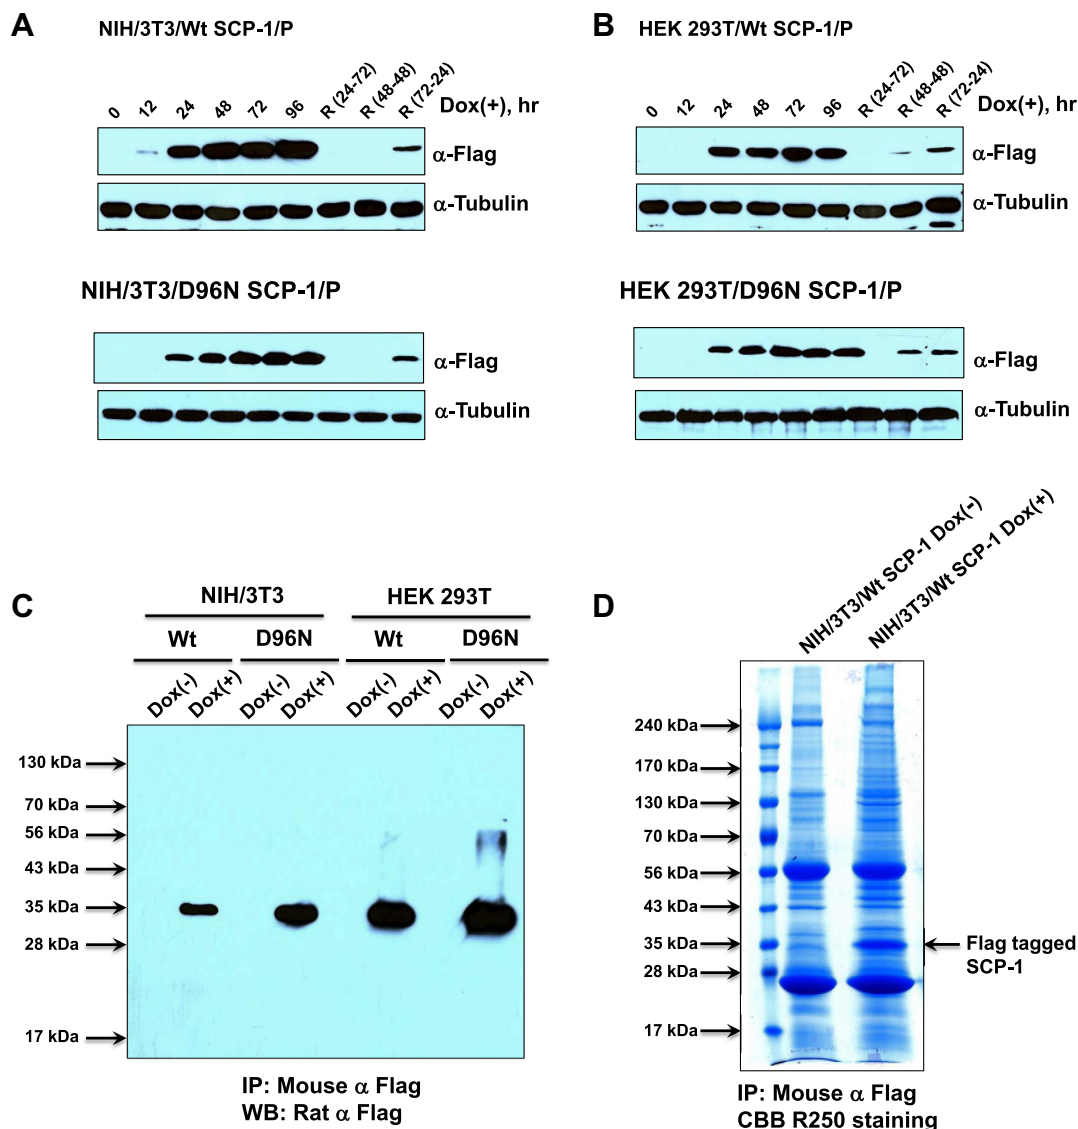 A
NIH/3T3/Wt SCP-1/P
0 12 24 48 72 96 R (24-72) R (48-48) R (72-24) Dox(+), hr
α-Flag
α-Tubulin
NIH/3T3/D96N SCP-1/P
α-Flag
α-Tubulin
B
HEK 293T/Wt SCP-1/P
0 12 24 48 72 96 R (24-72) R (48-48) R (72-24) Dox(+), hr
α-Flag
α-Tubulin
HEK 293T/D96N SCP-1/P
α-Flag
α-Tubulin
C
NIH/3T3 HEK 293T
Wt D96N Wt D96N
Dox(-) Dox(+) Dox(-) Dox(+) Dox(-) Dox(+) Dox(-) Dox(+)
130 kDa
70 kDa
56 kDa
43 kDa
35 kDa
28 kDa
17 kDa
IP: Mouse α Flag
WB: Rat α Flag
D
NIH/3T3/Wt SCP-1 Dox(-)
NIH/3T3/Wt SCP-1 Dox(+)
240 kDa
170 kDa
130 kDa
70 kDa
56 kDa
43 kDa
35 kDa
28 kDa
17 kDa
Flag tagged
SCP-1
IP: Mouse α Flag
CBB R250 staining